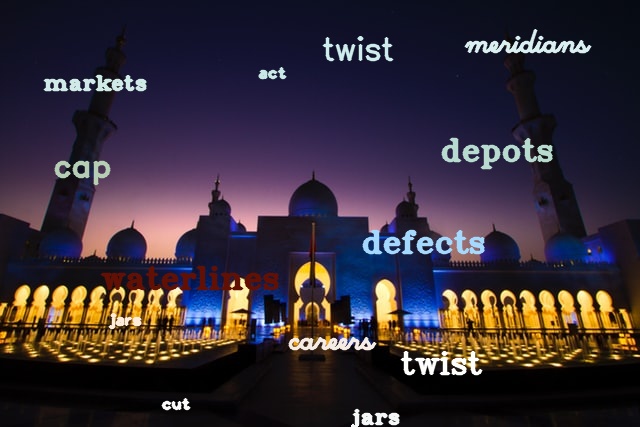 meridians
twist
act
markets
depots
cap
defects
waterlines
jars
careers
twist
cut
jars